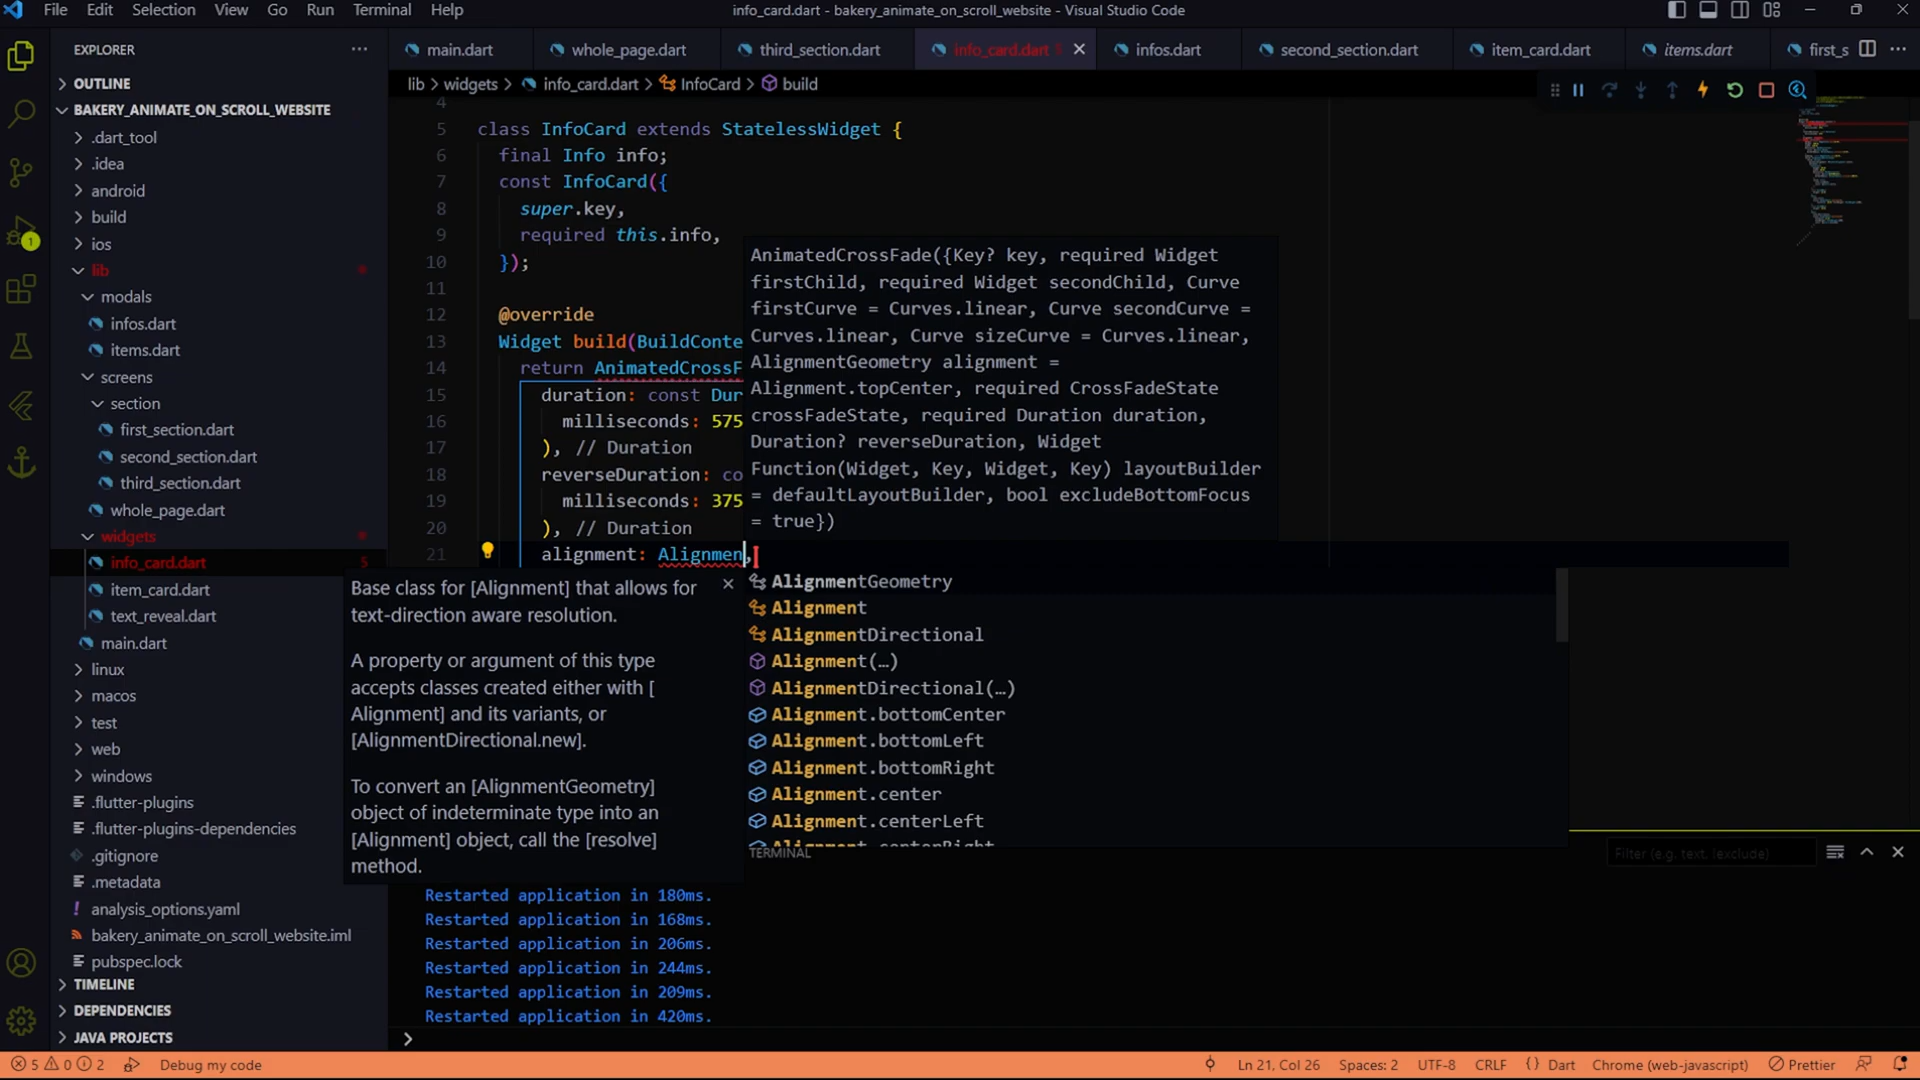 File Edit Selection View Go Run Terminal Help
info_card.dart - bakery_animate_on_scroll_website - Visual Studio Code
EXPLORER
main.dart
whole_page.dart
third_section.dart
info_card.dart 5
infos.dart
second_section.dart
item_card.dart
items.dart
first_s
OUTLINE
BAKERY_ANIMATE_ON_SCROLL_WEBSITE
.dart_tool
.idea
android
build
ios
lib
modals
infos.dart
items.dart
screens
section
first_section.dart
second_section.dart
third_section.dart
whole_page.dart
widgets
info_card.dart 5
item_card.dart
text_reveal.dart
main.dart
linux
macos
test
web
windows
.flutter-plugins
.flutter-plugins-dependencies
.gitignore
.metadata
analysis_options.yaml
bakery_animate_on_scroll_website.iml
pubspec.lock
TIMELINE
DEPENDENCIES
JAVA PROJECTS
1
lib > widgets > info_card.dart > InfoCard > build
4
5 class InfoCard extends StatelessWidget {
6 final Info info;
7 const InfoCard({
8 super.key,
9 required this.info,
10 });
11
12 @override
13 Widget build(BuildConte
14 return AnimatedCrossF
15 duration: const Dur
16 milliseconds: 575
17 ), // Duration
18 reverseDuration: co
19 milliseconds: 375
20 ), // Duration
21 alignment: Alignmen,
AnimatedCrossFade({Key? key, required Widget
firstChild, required Widget secondChild, Curve
firstCurve = Curves.linear, Curve secondCurve =
Curves.linear, Curve sizeCurve = Curves.linear,
AlignmentGeometry alignment =
Alignment.topCenter, required CrossFadeState
crossFadeState, required Duration duration,
Duration? reverseDuration, Widget
Function(Widget, Key, Widget, Key) layoutBuilder
= defaultLayoutBuilder, bool excludeBottomFocus
= true})
Base class for [Alignment] that allows for
text-direction aware resolution.
A property or argument of this type
accepts classes created either with [
Alignment] and its variants, or
[AlignmentDirectional.new].
To convert an [AlignmentGeometry]
object of indeterminate type into an
[Alignment] object, call the [resolve]
method.
AlignmentGeometry
Alignment
AlignmentDirectional
Alignment(…)
AlignmentDirectional(…)
Alignment.bottomCenter
Alignment.bottomLeft
Alignment.bottomRight
Alignment.center
Alignment.centerLeft
Alignment.centerRight
TERMINAL
Filter (e.g. text, !exclude)
Restarted application in 180ms.
Restarted application in 168ms.
Restarted application in 206ms.
Restarted application in 244ms.
Restarted application in 209ms.
Restarted application in 420ms.
>
5 0 2 Debug my code
Ln 21, Col 26 Spaces: 2 UTF-8 CRLF {} Dart Chrome (web-javascript) Prettier